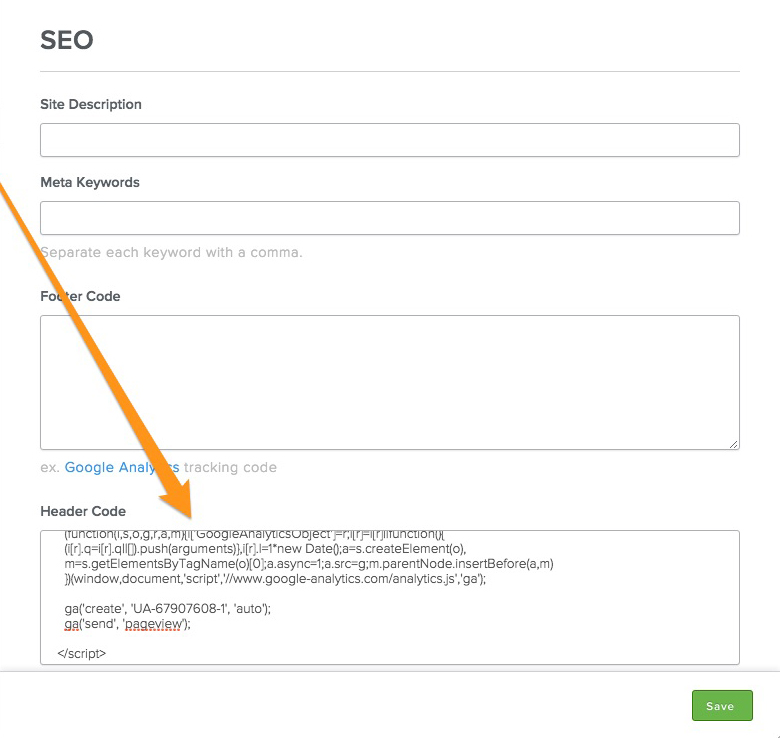 SEO
Site Description
Meta Keywords
Separate each keyword with a comma.
Footer Code
ex. Google Analytics tracking code
Header Code
(function(i,s,o,g,r,a,m){i['GoogleAnalyticsObject']=r;i[r]=i[r]||function(){
(i[r].q=i[r].q||[]).push(arguments)},i[r].l=1*new Date();a=s.createElement(o),
m=s.getElementsByTagName(o)[0];a.async=1;a.src=g;m.parentNode.insertBefore(a,m)
})(window,document,'script','//www.google-analytics.com/analytics.js','ga');
ga('create', 'UA-67907608-1', 'auto');
ga('send', 'pageview');
</script>
Save